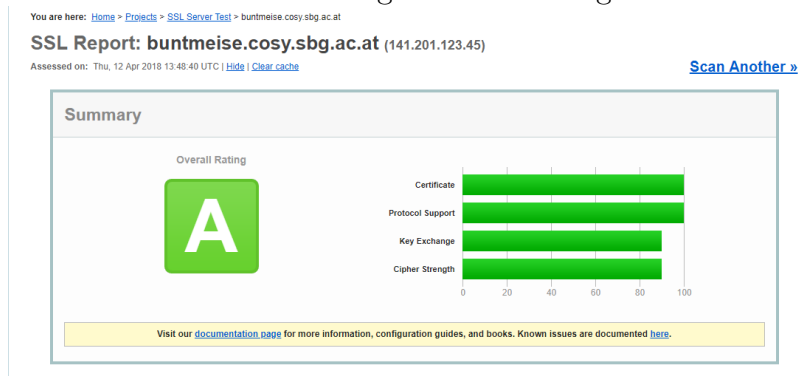 You are here: Home > Projects > SSL Server Test > buntmeise.cosy.sbg.ac.at
SSL Report: buntmeise.cosy.sbg.ac.at (141.201.123.45)
Assessed on: Thu, 12 Apr 2018 13:48:40 UTC | Hide | Clear cache
Scan Another »
Summary
Overall Rating
A
Certificate
Protocol Support
Key Exchange
Cipher Strength
0 20 40 60 80 100
Visit our documentation page for more information, configuration guides, and books. Known issues are documented here.